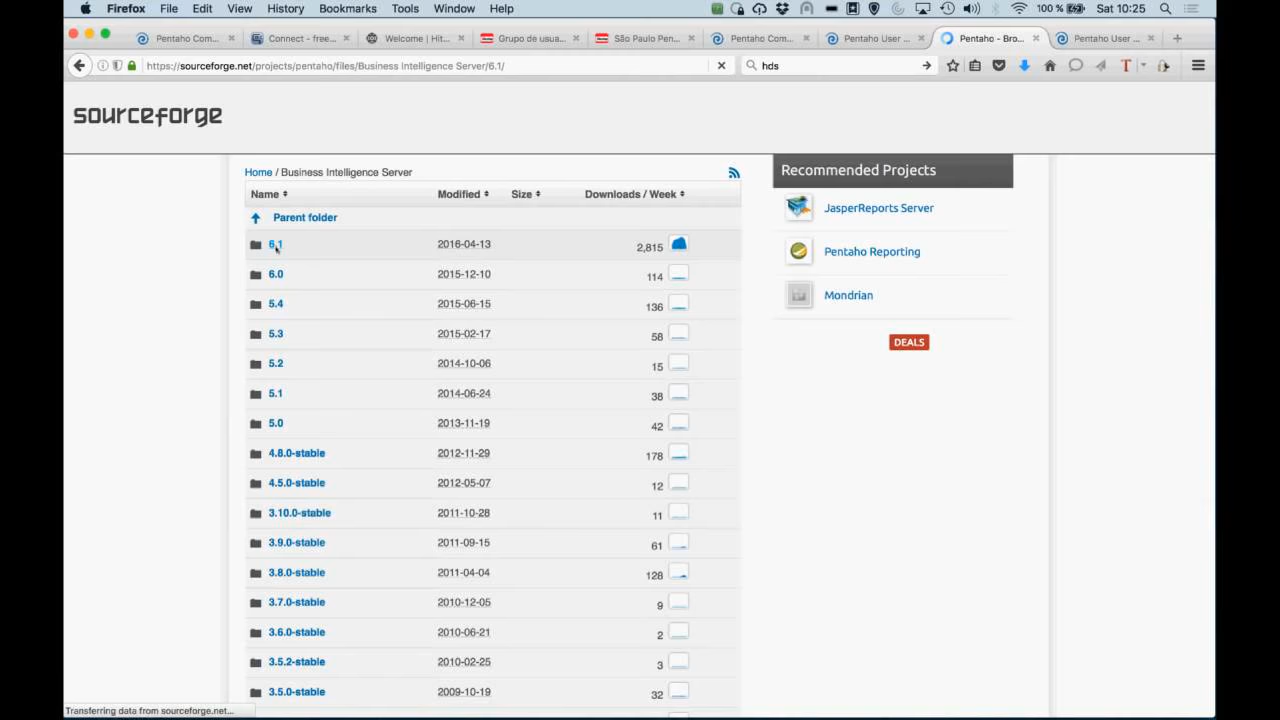 Firefox File Edit View History Bookmarks Tools Window Help 100 % Sat 10:25
Pentaho Com... × Connect - free... × Welcome | Hit... × Grupo de usua... × São Paulo Pen... × Pentaho Com... × Pentaho User ... × Pentaho - Bro... × Pentaho User ... × +
https://sourceforge.net/projects/pentaho/files/Business Intelligence Server/6.1/ hds
sourceforge
Home / Business Intelligence Server
Name Modified Size Downloads / Week
Parent folder
6.1 2016-04-13 2,815
6.0 2015-12-10 114
5.4 2015-06-15 136
5.3 2015-02-17 58
5.2 2014-10-06 15
5.1 2014-06-24 38
5.0 2013-11-19 42
4.8.0-stable 2012-11-29 178
4.5.0-stable 2012-05-07 12
3.10.0-stable 2011-10-28 11
3.9.0-stable 2011-09-15 61
3.8.0-stable 2011-04-04 128
3.7.0-stable 2010-12-05 9
3.6.0-stable 2010-06-21 2
3.5.2-stable 2010-02-25 3
3.5.0-stable 2009-10-19 32
Recommended Projects
JasperReports Server
Pentaho Reporting
Mondrian
DEALS
Transferring data from sourceforge.net...